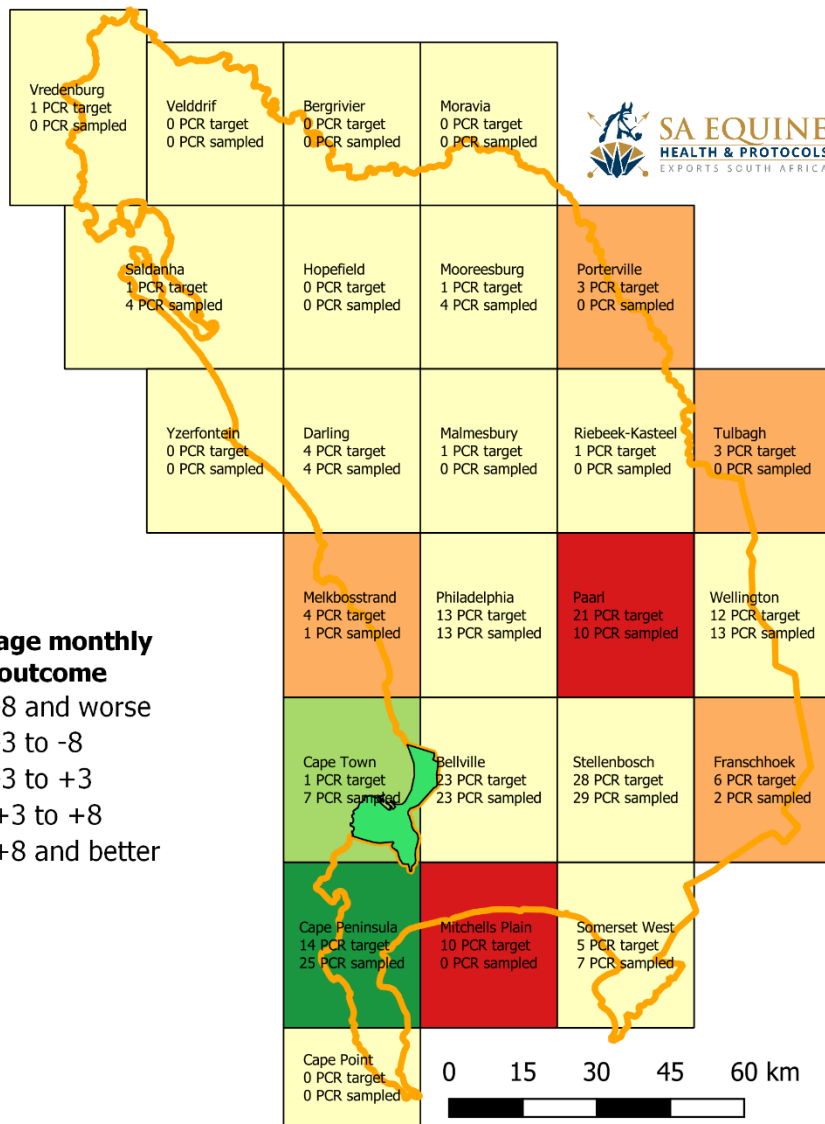 Vredenburg
1 PCR target
0 PCR sampled
Velddrif
0 PCR target
0 PCR sampled
Bergrivier
0 PCR target
0 PCR sampled
Moravia
0 PCR target
0 PCR sampled
SA EQUINE
HEALTH & PROTOCOLS
EXPORTS SOUTH AFRICA
Saldanha
1 PCR target
4 PCR sampled
Hopefield
0 PCR target
0 PCR sampled
Mooreesburg
1 PCR target
4 PCR sampled
Porterville
3 PCR target
0 PCR sampled
Yzerfontein
0 PCR target
0 PCR sampled
Darling
4 PCR target
4 PCR sampled
Malmesbury
1 PCR target
0 PCR sampled
Riebeek-Kasteel
1 PCR target
0 PCR sampled
Tulbagh
3 PCR target
0 PCR sampled
Melkbosstrand
4 PCR target
1 PCR sampled
Philadelphia
13 PCR target
13 PCR sampled
Paarl
21 PCR target
10 PCR sampled
Wellington
12 PCR target
13 PCR sampled
age monthly
outcome
8 and worse
3 to -8
3 to +3
+3 to +8
+8 and better
Cape Town
1 PCR target
7 PCR sampled
Bellville
23 PCR target
23 PCR sampled
Stellenbosch
28 PCR target
29 PCR sampled
Franschhoek
6 PCR target
2 PCR sampled
Cape Peninsula
14 PCR target
25 PCR sampled
Mitchells Plain
10 PCR target
0 PCR sampled
Somerset West
5 PCR target
7 PCR sampled
Cape Point
0 PCR target
0 PCR sampled
0 15 30 45 60 km